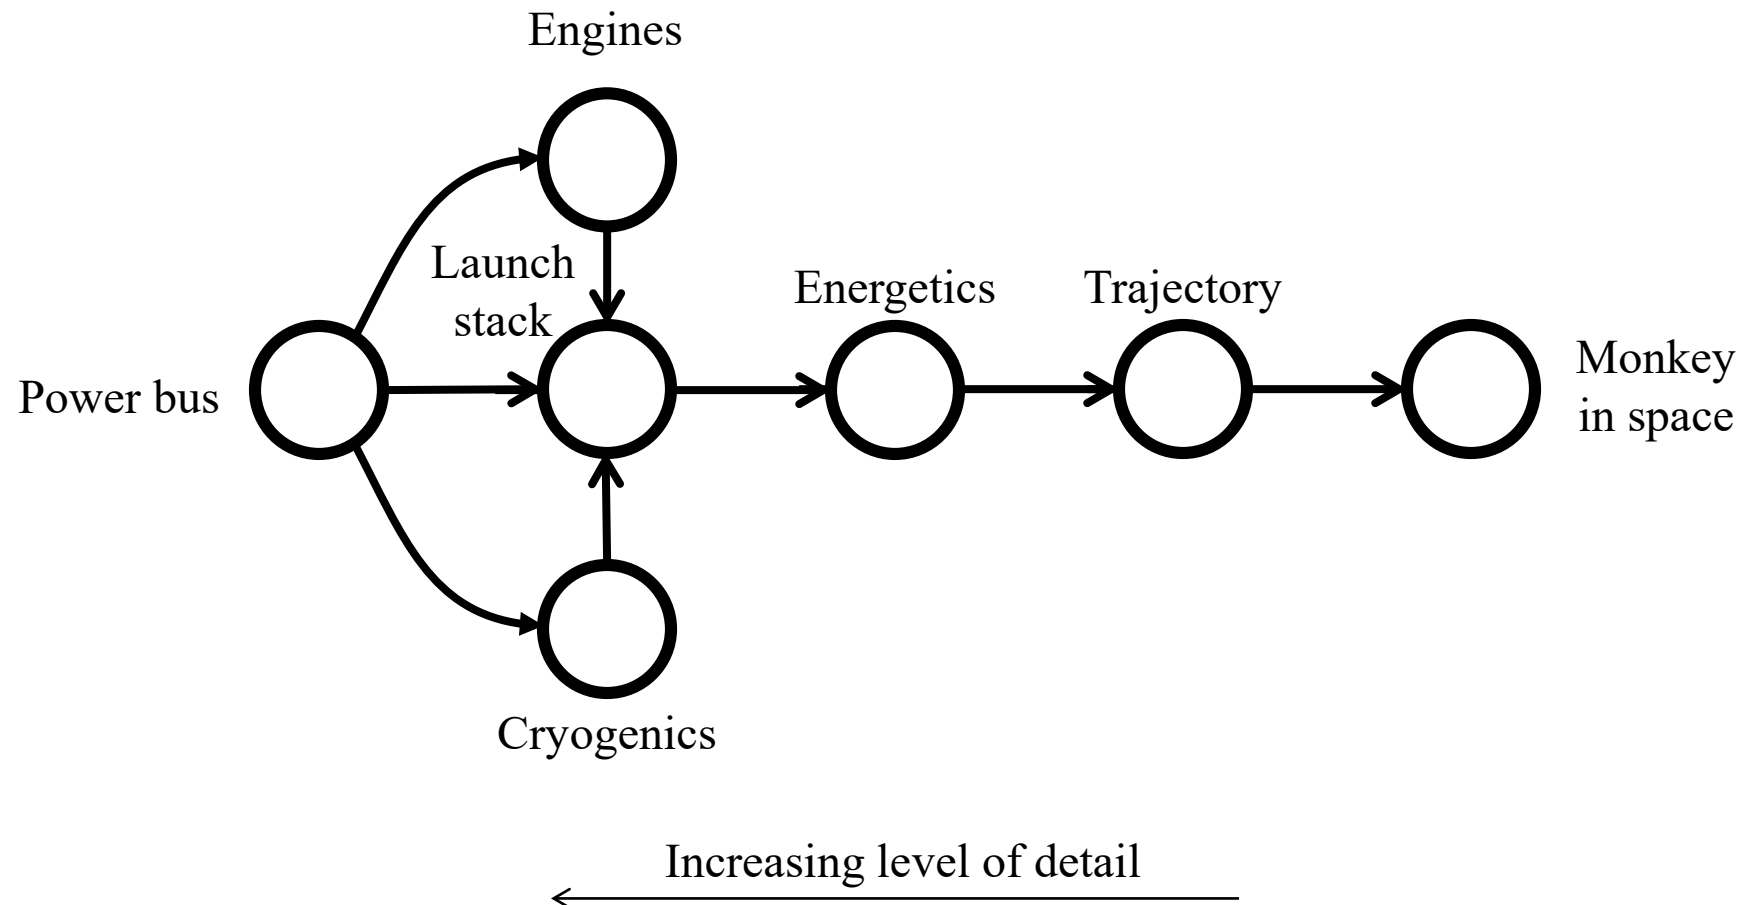 Engines
Launch
stack
Energetics
Trajectory
Monkey
in space
Power bus
Cryogenics
Increasing level of detail